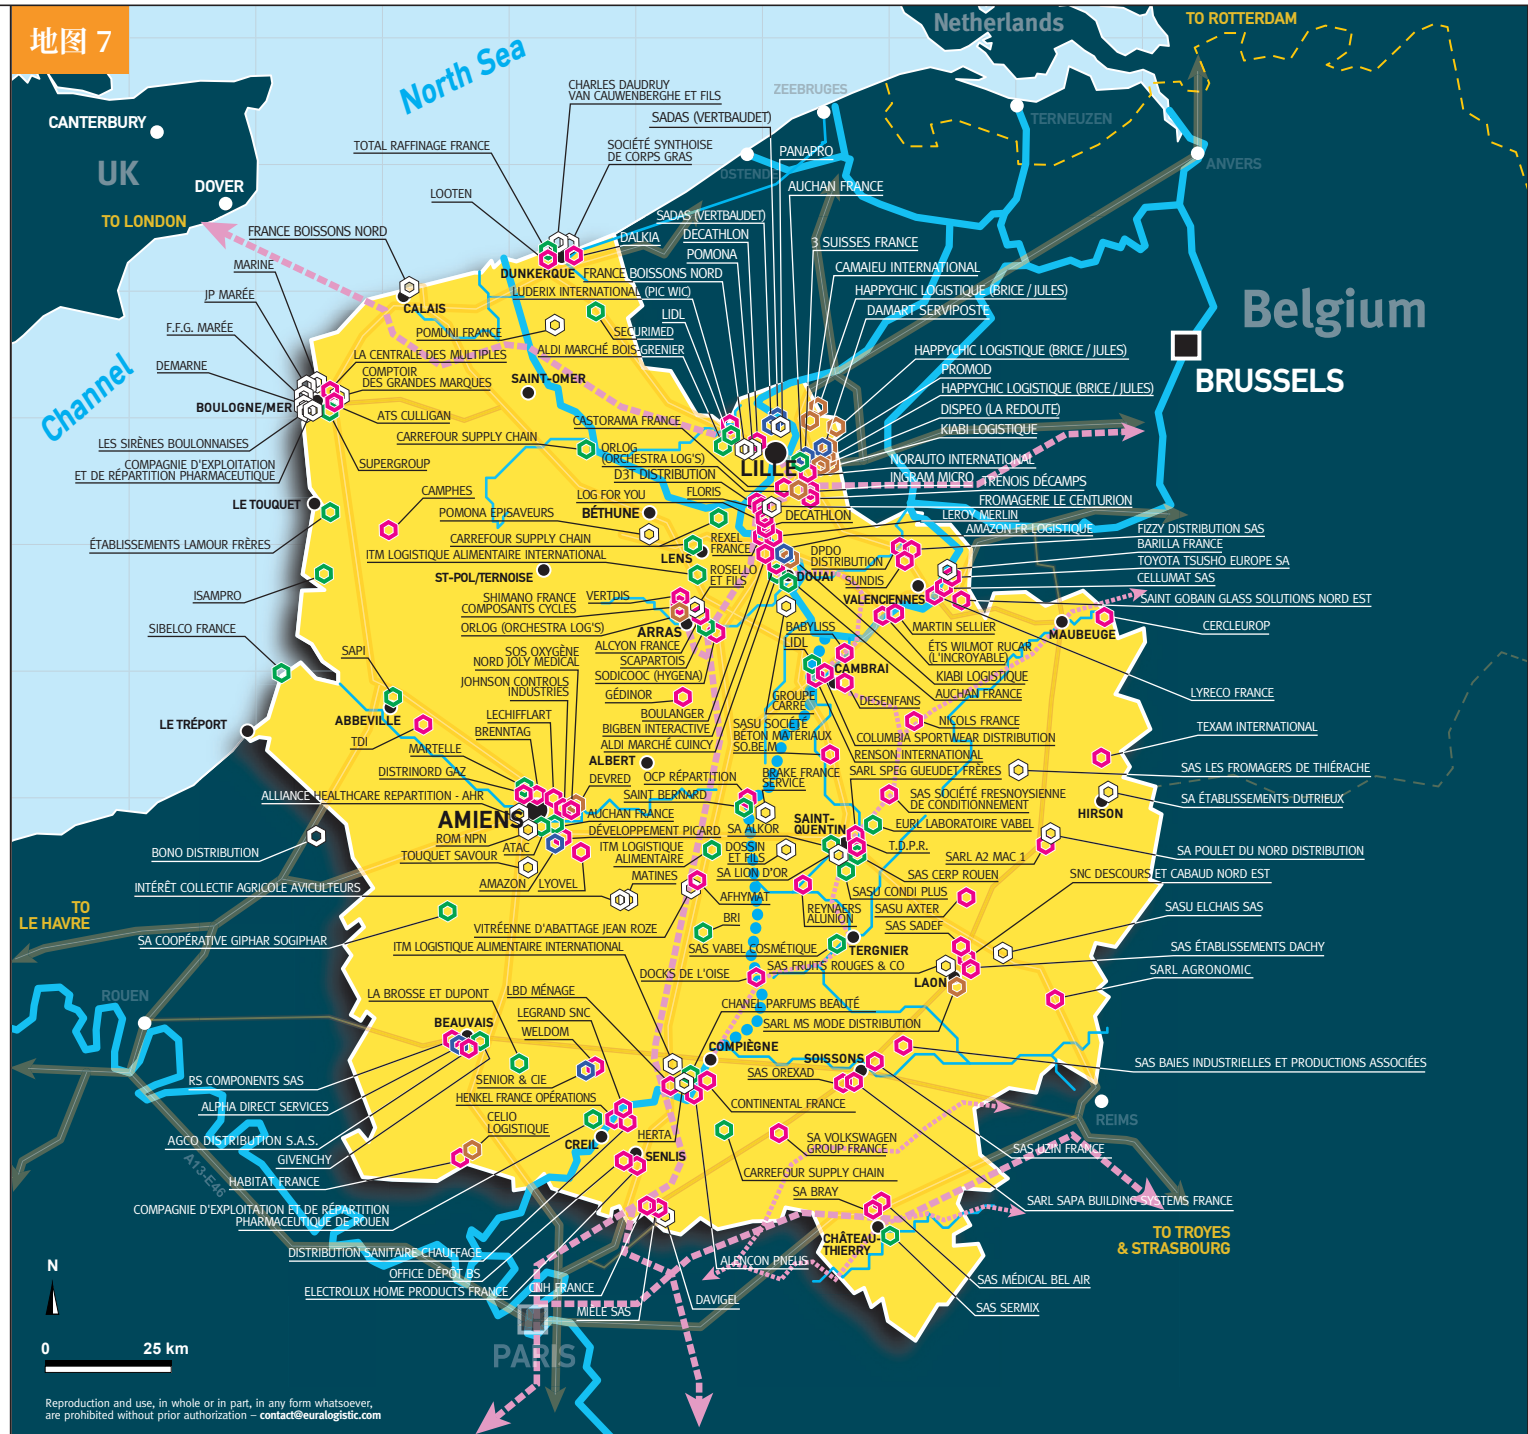 地图 7
North Sea
Netherlands
TO ROTTERDAM
CHARLES DAUDRUY
VAN CAUWENBERGHE ET FILS
ZEEBRUGES
CANTERBURY
SADAS (VERTBAUDET)
TERNEUZEN
TOTAL RAFFINAGE FRANCE
SOCIÉTÉ SYNTHOISE
DE CORPS GRAS
PANAPRO
ANVERS
UK
OSTENDE
DOVER
LOOTEN
AUCHAN FRANCE
TO LONDON
SADAS (VERTBAUDET)
FRANCE BOISSONS NORD
DALKIA
DECATHLON
3 SUISSES FRANCE
MARINE
POMONA
CAMAIEU INTERNATIONAL
DUNKERQUE
FRANCE BOISSONS NORD
JP MARÉE
LUDERIX INTERNATIONAL (PIC WIC)
HAPPYCHIC LOGISTIQUE (BRICE / JULES)
CALAIS
LIDL
DAMART SERVIPOSTE
Belgium
F.F.G. MARÉE
POMUNI FRANCE
SECURIMED
LA CENTRALE DES MULTIPLES
ALDI MARCHÉ BOIS-GRENIER
HAPPYCHIC LOGISTIQUE (BRICE / JULES)
Channel
DEMARNE
COMPTOIR
DES GRANDES MARQUES
SAINT-OMER
PROMOD
BRUSSELS
HAPPYCHIC LOGISTIQUE (BRICE / JULES)
BOULOGNE/MER
ATS CULLIGAN
CASTORAMA FRANCE
DISPEO (LA REDOUTE)
LES SIRÈNES BOULONNAISES
CARREFOUR SUPPLY CHAIN
KIABI LOGISTIQUE
COMPAGNIE D'EXPLOITATION
ET DE RÉPARTITION PHARMACEUTIQUE
SUPERGROUP
ORLOG
(ORCHESTRA LOG'S)
LILLE
NORAUTO INTERNATIONAL
D3T DISTRIBUTION
INGRAM MICRO
TRENOIS DÉCAMPS
CAMPHES
LOG FOR YOU
FLORIS
FROMAGERIE LE CENTURION
LE TOUQUET
POMONA EPISAVEURS
BÉTHUNE
DECATHLON
LEROY MERLIN
AMAZON FR LOGISTIQUE
FIZZY DISTRIBUTION SAS
ÉTABLISSEMENTS LAMOUR FRÈRES
CARREFOUR SUPPLY CHAIN
REXEL
FRANCE
BARILLA FRANCE
ITM LOGISTIQUE ALIMENTAIRE INTERNATIONAL
LENS
DPDO
DISTRIBUTION
TOYOTA TSUSHO EUROPE SA
ST-POL/TERNOISE
ROSELLO
ET FILS
DOUAI
SUNDIS
CELLUMAT SAS
ISAMPRO
SHIMANO FRANCE
COMPOSANTS CYCLES
VERTDIS
VALENCIENNES
SAINT GOBAIN GLASS SOLUTIONS NORD EST
SIBELCO FRANCE
ORLOG (ORCHESTRA LOG'S)
ARRAS
BABYLISS
MARTIN SELLIER
MAUBEUGE
CERCLEUROP
SAPI
SOS OXYGÈNE
NORD JOLY MEDICAL
ALCYON FRANCE
LIDL
ÉTS WILMOT RUCAR
(L'INCROYABLE)
SCAPARTOIS
CAMBRAI
JOHNSON CONTROLS
INDUSTRIES
SODICOOC (HYGENA)
KIABI LOGISTIQUE
GÉDINOR
GROUPE
CARRE
DESENFANS
AUCHAN FRANCE
LYRECO FRANCE
LE TRÉPORT
ABBEVILLE
LECHIFFLART
BOULANGER
NICOLS FRANCE
BRENNTAG
BIGBEN INTERACTIVE
SASU SOCIÉTÉ
BÉTON MATÉRIAUX
SO.BE.M
COLUMBIA SPORTWEAR DISTRIBUTION
TEXAM INTERNATIONAL
TDI
MARTELLE
ALDI MARCHÉ CUINCY
RENSON INTERNATIONAL
DISTRINORD GAZ
ALBERT
DEVRED
OCP RÉPARTITION
BRAKE FRANCE
SERVICE
SARL SPEG GUEUDET FRÈRES
SAS LES FROMAGERS DE THIÉRACHE
ALLIANCE HEALTHCARE REPARTITION - AHR
SAINT BERNARD
SAS SOCIÉTÉ FRESNOYSIENNE
DE CONDITIONNEMENT
SA ÉTABLISSEMENTS DUTRIEUX
AMIENS
AUCHAN FRANCE
SAINT-
QUENTIN
EURL LABORATOIRE VABEL
HIRSON
ROM NPN
DÉVELOPPEMENT PICARD
SA ALKOR
BONO DISTRIBUTION
TOUQUET SAVOUR
ATAC
ITM LOGISTIQUE
ALIMENTAIRE
DOSSIN
ET FILS
T.D.P.R.
SARL A2 MAC 1
SA POULET DU NORD DISTRIBUTION
INTÉRÊT COLLECTIF AGRICOLE AVICULTEURS
AMAZON
LYOVEL
MATINES
SA LION D'OR
SAS CERP ROUEN
SNC DESCOURS ET CABAUD NORD EST
AFHYMAT
SASU CONDI PLUS
TO
LE HAVRE
BRI
REYNAERS
ALUNION
SASU AXTER
SASU ELCHAIS SAS
VITRÉENNE D'ABATTAGE JEAN ROZE
SAS SADEF
SA COOPÉRATIVE GIPHAR SOGIPHAR
ITM LOGISTIQUE ALIMENTAIRE INTERNATIONAL
SAS VABEL COSMÉTIQUE
TERGNIER
SAS ÉTABLISSEMENTS DACHY
DOCKS DE L'OISE
SAS FRUITS ROUGES & CO
LAON
SARL AGRONOMIC
ROUEN
LA BROSSE ET DUPONT
LBD MÉNAGE
CHANEL PARFUMS BEAUTÉ
BEAUVAIS
LEGRAND SNC
SARL MS MODE DISTRIBUTION
WELDOM
COMPIÈGNE
SOISSONS
SAS BAIES INDUSTRIELLES ET PRODUCTIONS ASSOCIÉES
RS COMPONENTS SAS
SENIOR & CIE
SAS OREXAD
ALPHA DIRECT SERVICES
HENKEL FRANCE OPÉRATIONS
CONTINENTAL FRANCE
REIMS
AGCO DISTRIBUTION S.A.S.
CELIO
LOGISTIQUE
CREIL
HERTA
SA VOLKSWAGEN
GROUP FRANCE
SAS UZIN FRANCE
GIVENCHY
SENLIS
A13-E46
HABITAT FRANCE
CARREFOUR SUPPLY CHAIN
COMPAGNIE D'EXPLOITATION ET DE RÉPARTITION
PHARMACEUTIQUE DE ROUEN
SA BRAY
SARL SAPA BUILDING SYSTEMS FRANCE
DISTRIBUTION SANITAIRE CHAUFFAGE
CHÂTEAU-
THIERRY
TO TROYES
& STRASBOURG
N
OFFICE DÉPÔT BS
ALENÇON PNEUS
ELECTROLUX HOME PRODUCTS FRANCE
CNH FRANCE
SAS MÉDICAL BEL AIR
MIELE SAS
DAVIGEL
SAS SERMIX
0 25 km
PARIS
Reproduction and use, in whole or in part, in any form whatsoever,
are prohibited without prior authorization – contact@euralogistic.com